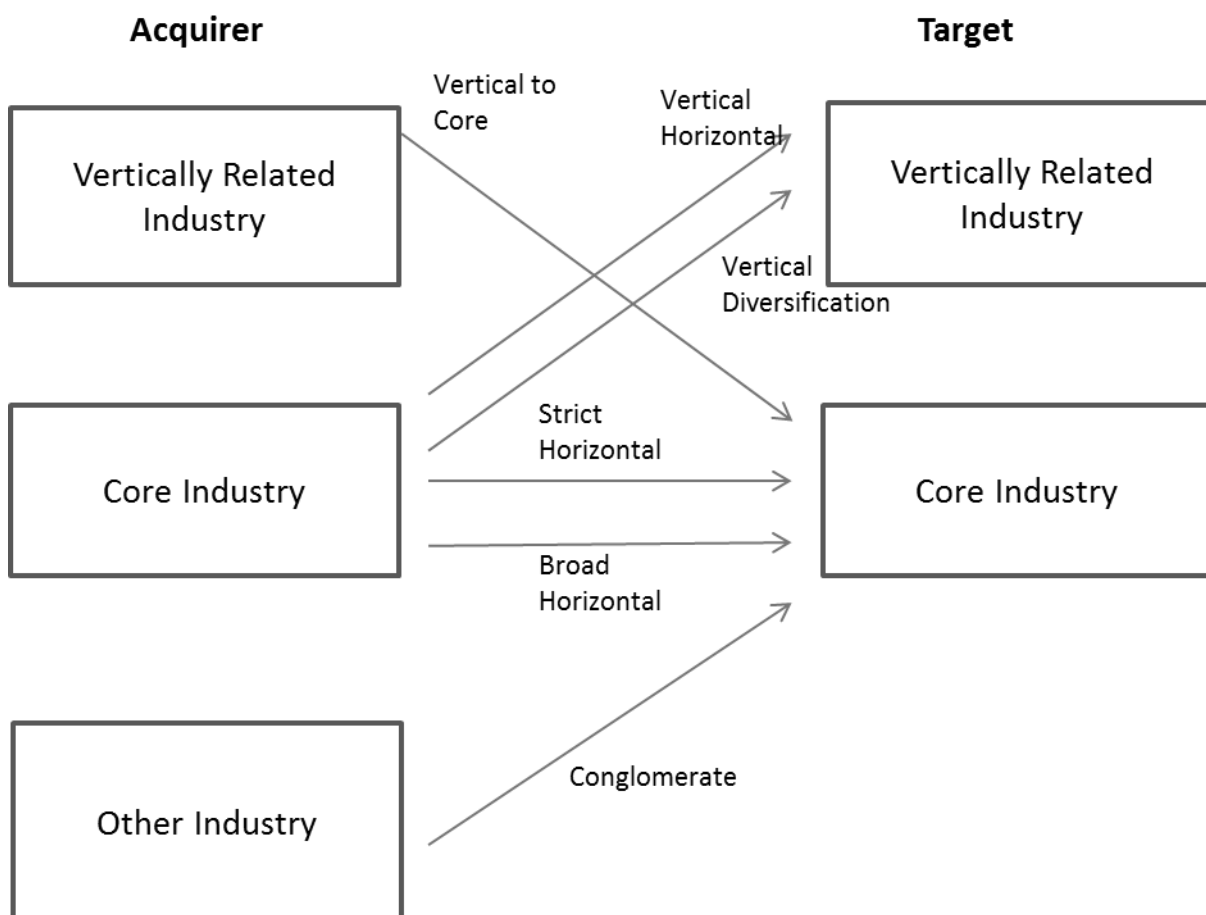 Acquirer
Target
Vertical to
Core
Vertical
Horizontal
Vertically Related
Industry
Vertically Related
Industry
Vertical
Diversification
Strict
Horizontal
Core Industry
Core Industry
Broad
Horizontal
Conglomerate
Other Industry